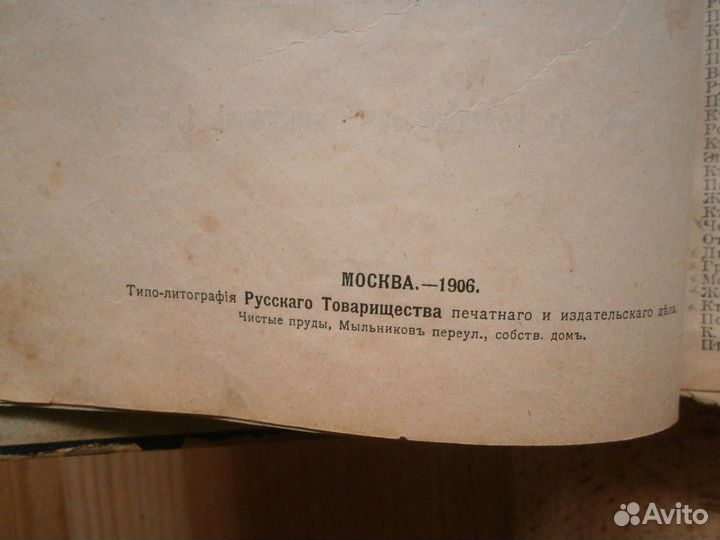 МОСКВА.—1906.
Типо-литографія Русскаго Товарищества печатнаго и издательскаго дѣла.
Чистые пруды, Мыльниковъ переул., собств. домъ.
Avito